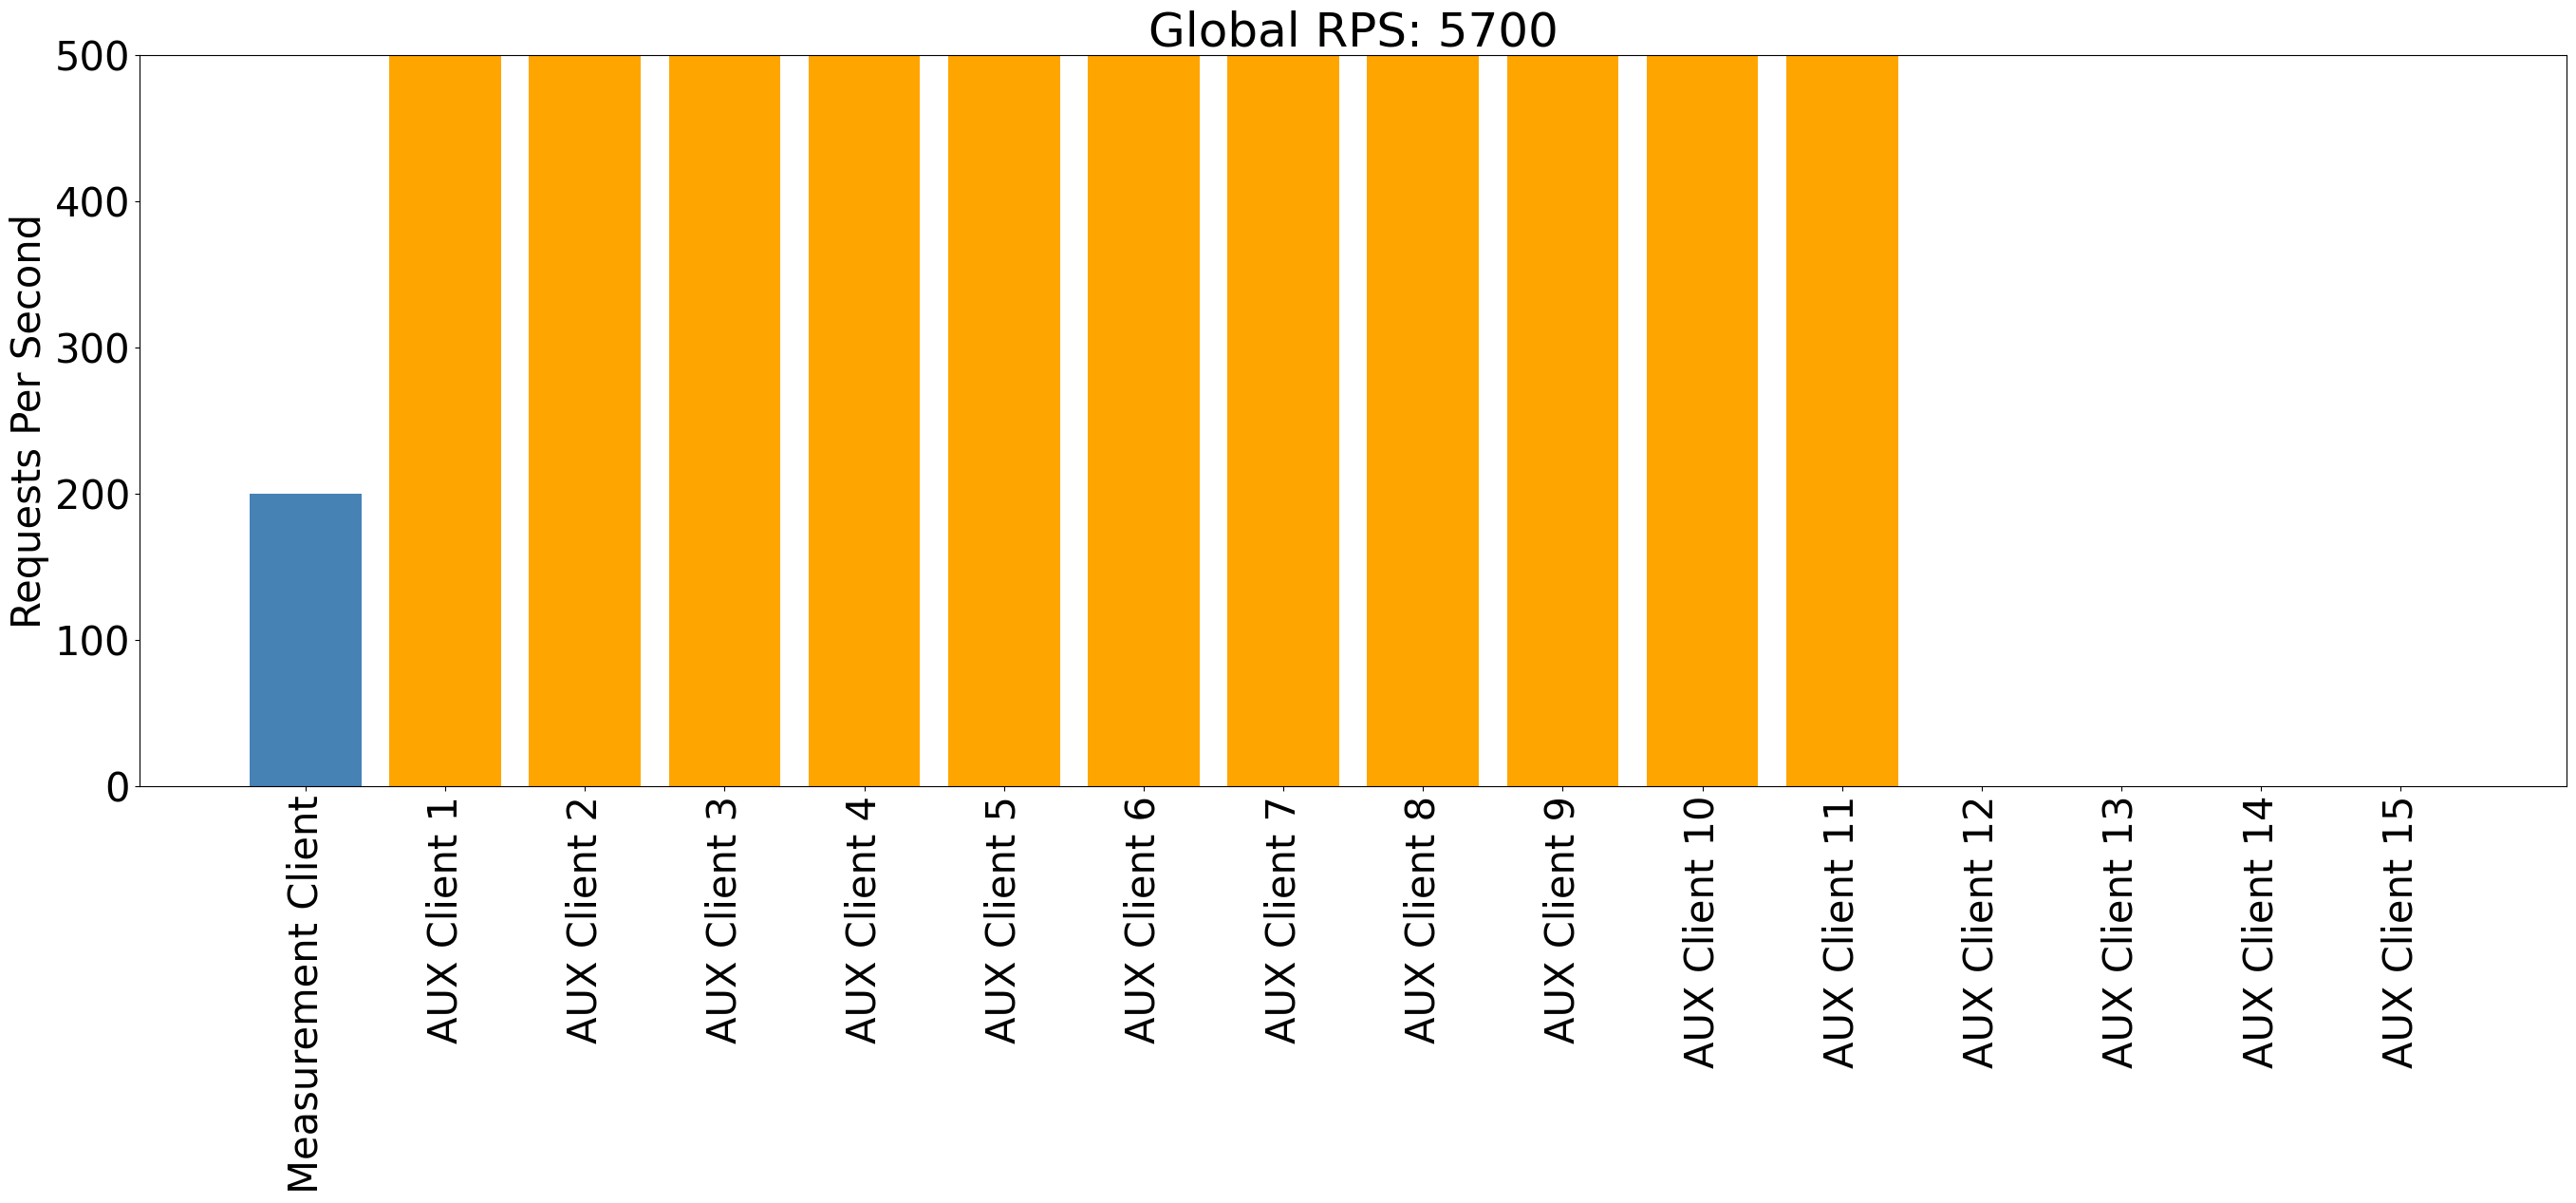 Global RPS: 5700
Requests Per Second
500
400
300
200
100
0
Measurement Client
AUX Client 1
AUX Client 2
AUX Client 3
AUX Client 4
AUX Client 5
AUX Client 6
AUX Client 7
AUX Client 8
AUX Client 9
AUX Client 10
AUX Client 11
AUX Client 12
AUX Client 13
AUX Client 14
AUX Client 15